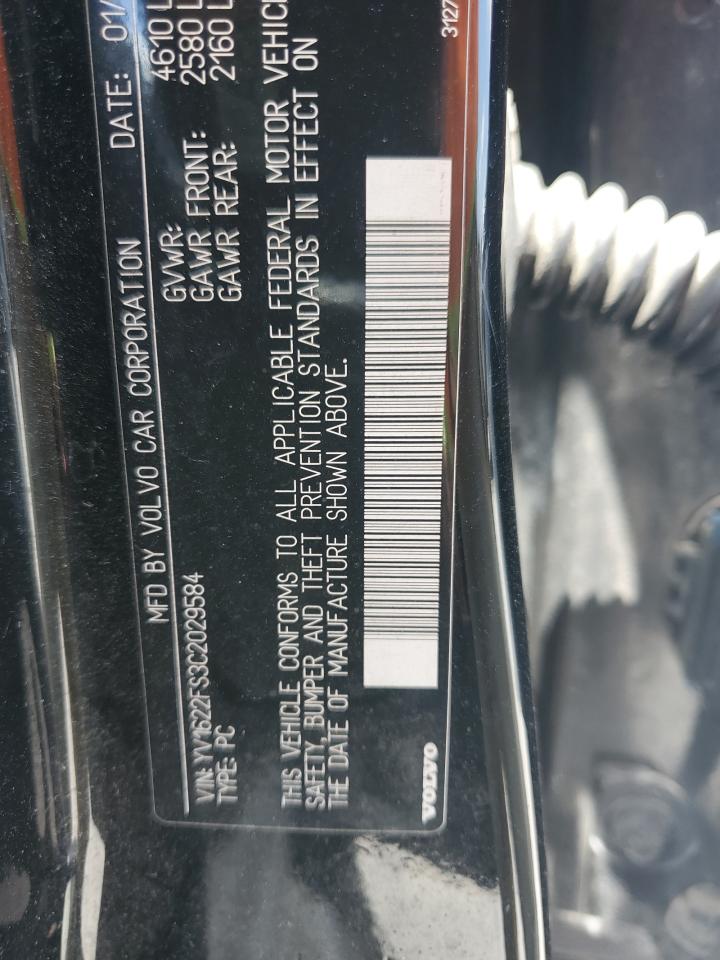 MFD BY VOLVO CAR CORPORATION DATE: 01/
GVWR: 4610 L
GAWR FRONT: 2580 L
GAWR REAR: 2160 L
VIN: YV1622FS3C2029584
TYPE: PC
THIS VEHICLE CONFORMS TO ALL APPLICABLE FEDERAL MOTOR VEHIC
SAFETY, BUMPER AND THEFT PREVENTION STANDARDS IN EFFECT ON
THE DATE OF MANUFACTURE SHOWN ABOVE.
VOLVO
3127